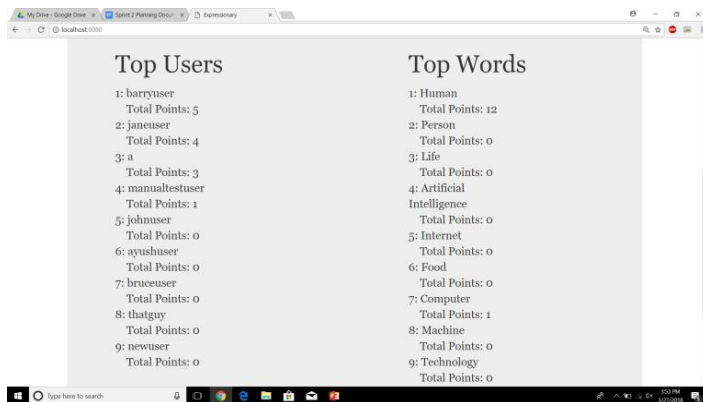 My Drive - Google Drive
Sprint 2 Planning Docum
Expressionary
localhost:8080
Top Users
1: barryuser
Total Points: 5
2: janeuser
Total Points: 4
3: a
Total Points: 3
4: manualtestuser
Total Points: 1
5: johnuser
Total Points: 0
6: ayushuser
Total Points: 0
7: bruceuser
Total Points: 0
8: thatguy
Total Points: 0
9: newuser
Total Points: 0
Top Words
1: Human
Total Points: 12
2: Person
Total Points: 0
3: Life
Total Points: 0
4: Artificial
Intelligence
Total Points: 0
5: Internet
Total Points: 0
6: Food
Total Points: 0
7: Computer
Total Points: 1
8: Machine
Total Points: 0
9: Technology
Total Points: 0
Type here to search
3:53 PM
3/27/2018